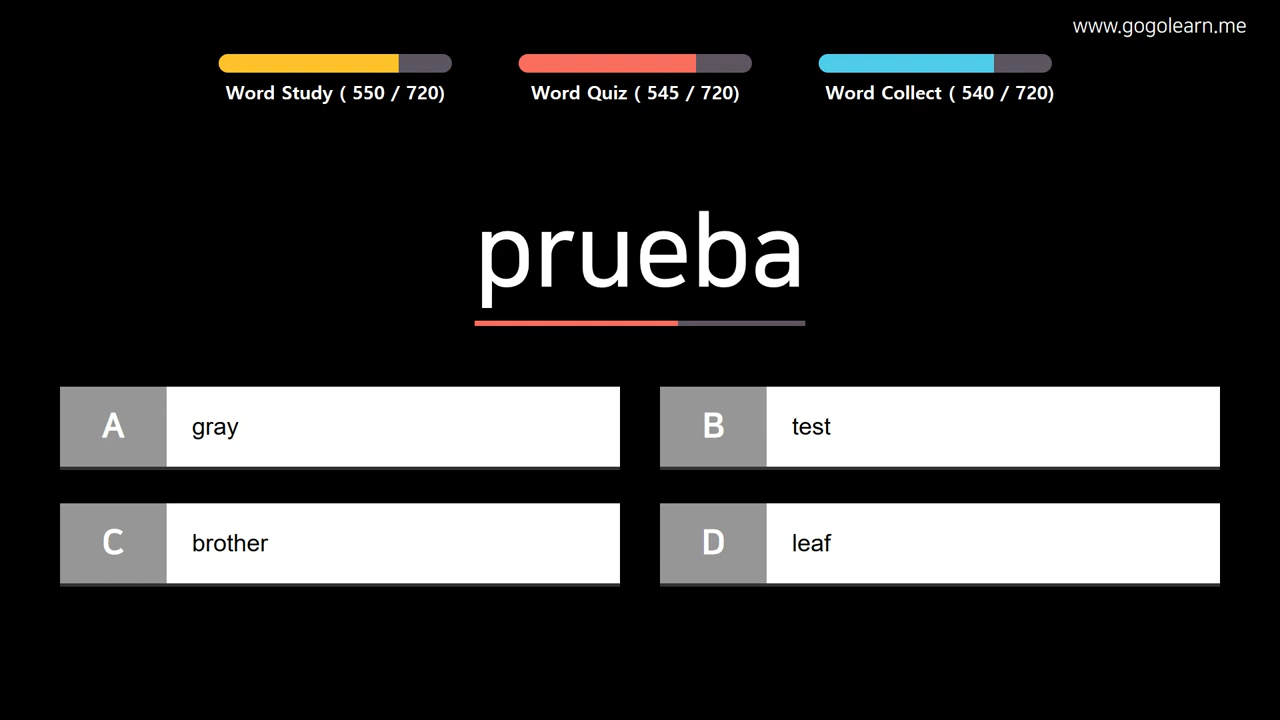 www.gogolearn.me
Word Study ( 550 / 720)
Word Quiz ( 545 / 720)
Word Collect ( 540 / 720)
prueba
A gray
B test
C brother
D leaf